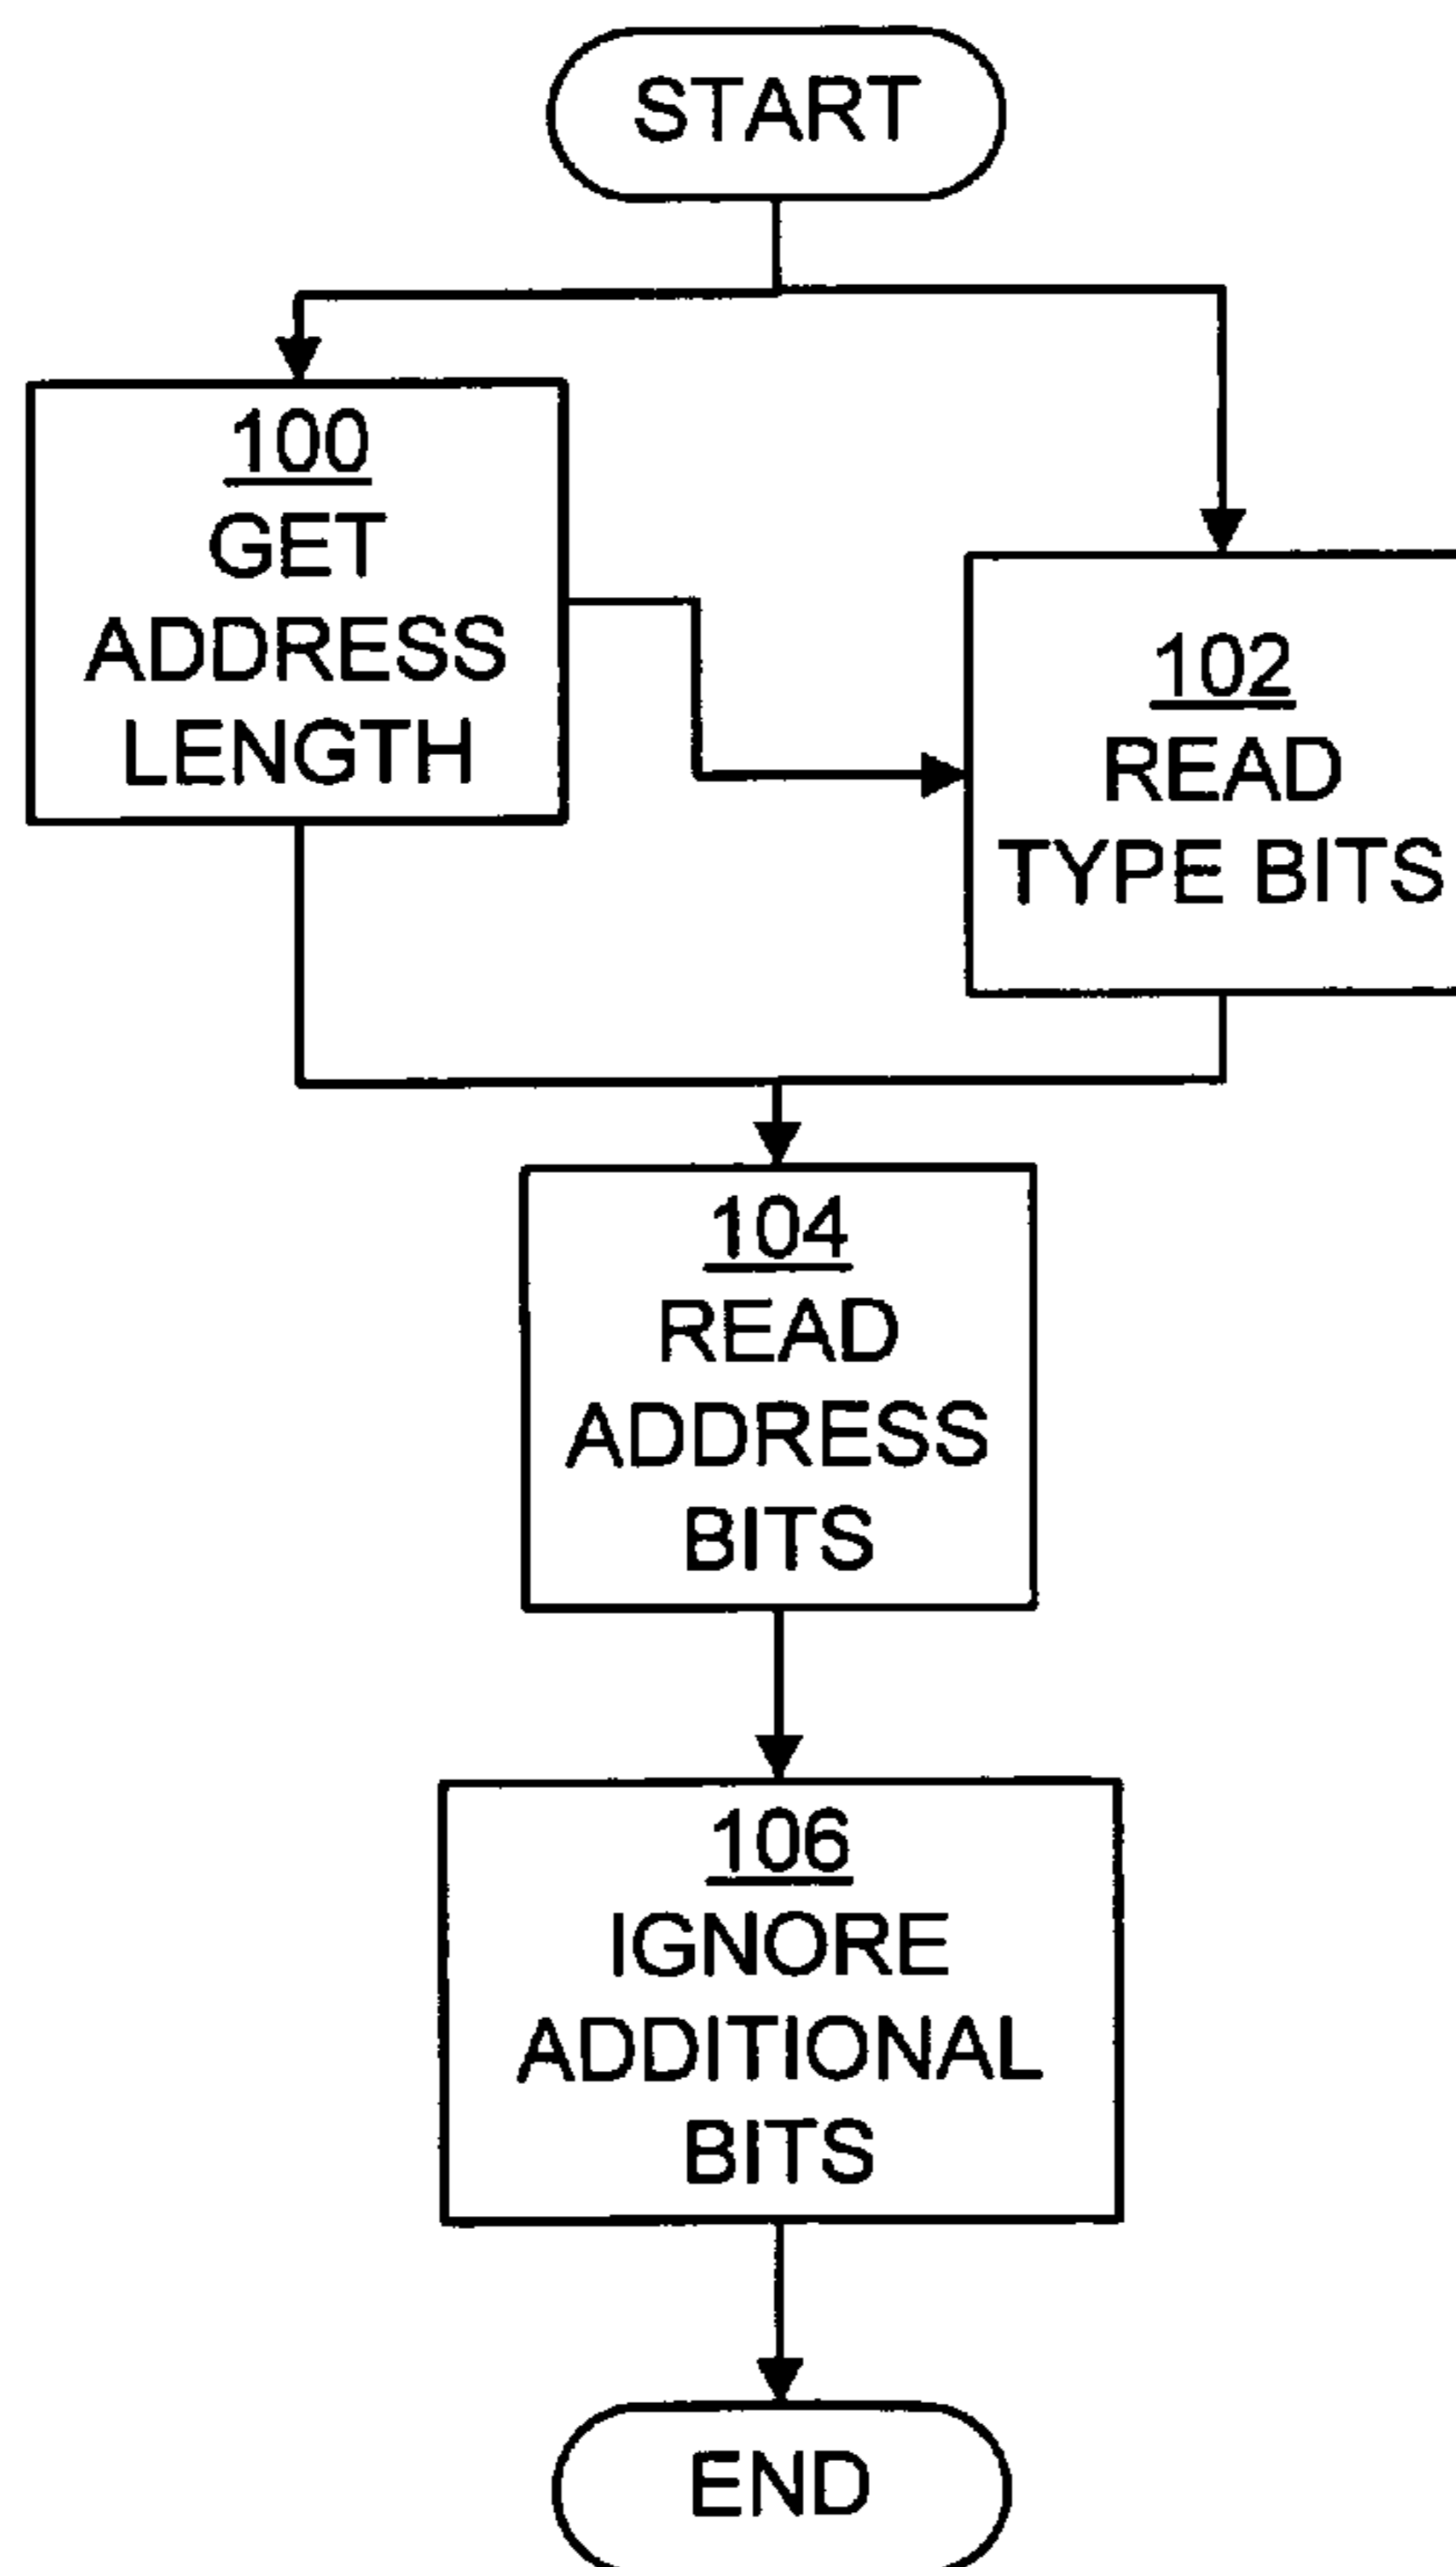 START
100
GET
ADDRESS
LENGTH
102
READ
TYPE BITS
104
READ
ADDRESS
BITS
106
IGNORE
ADDITIONAL
BITS
END